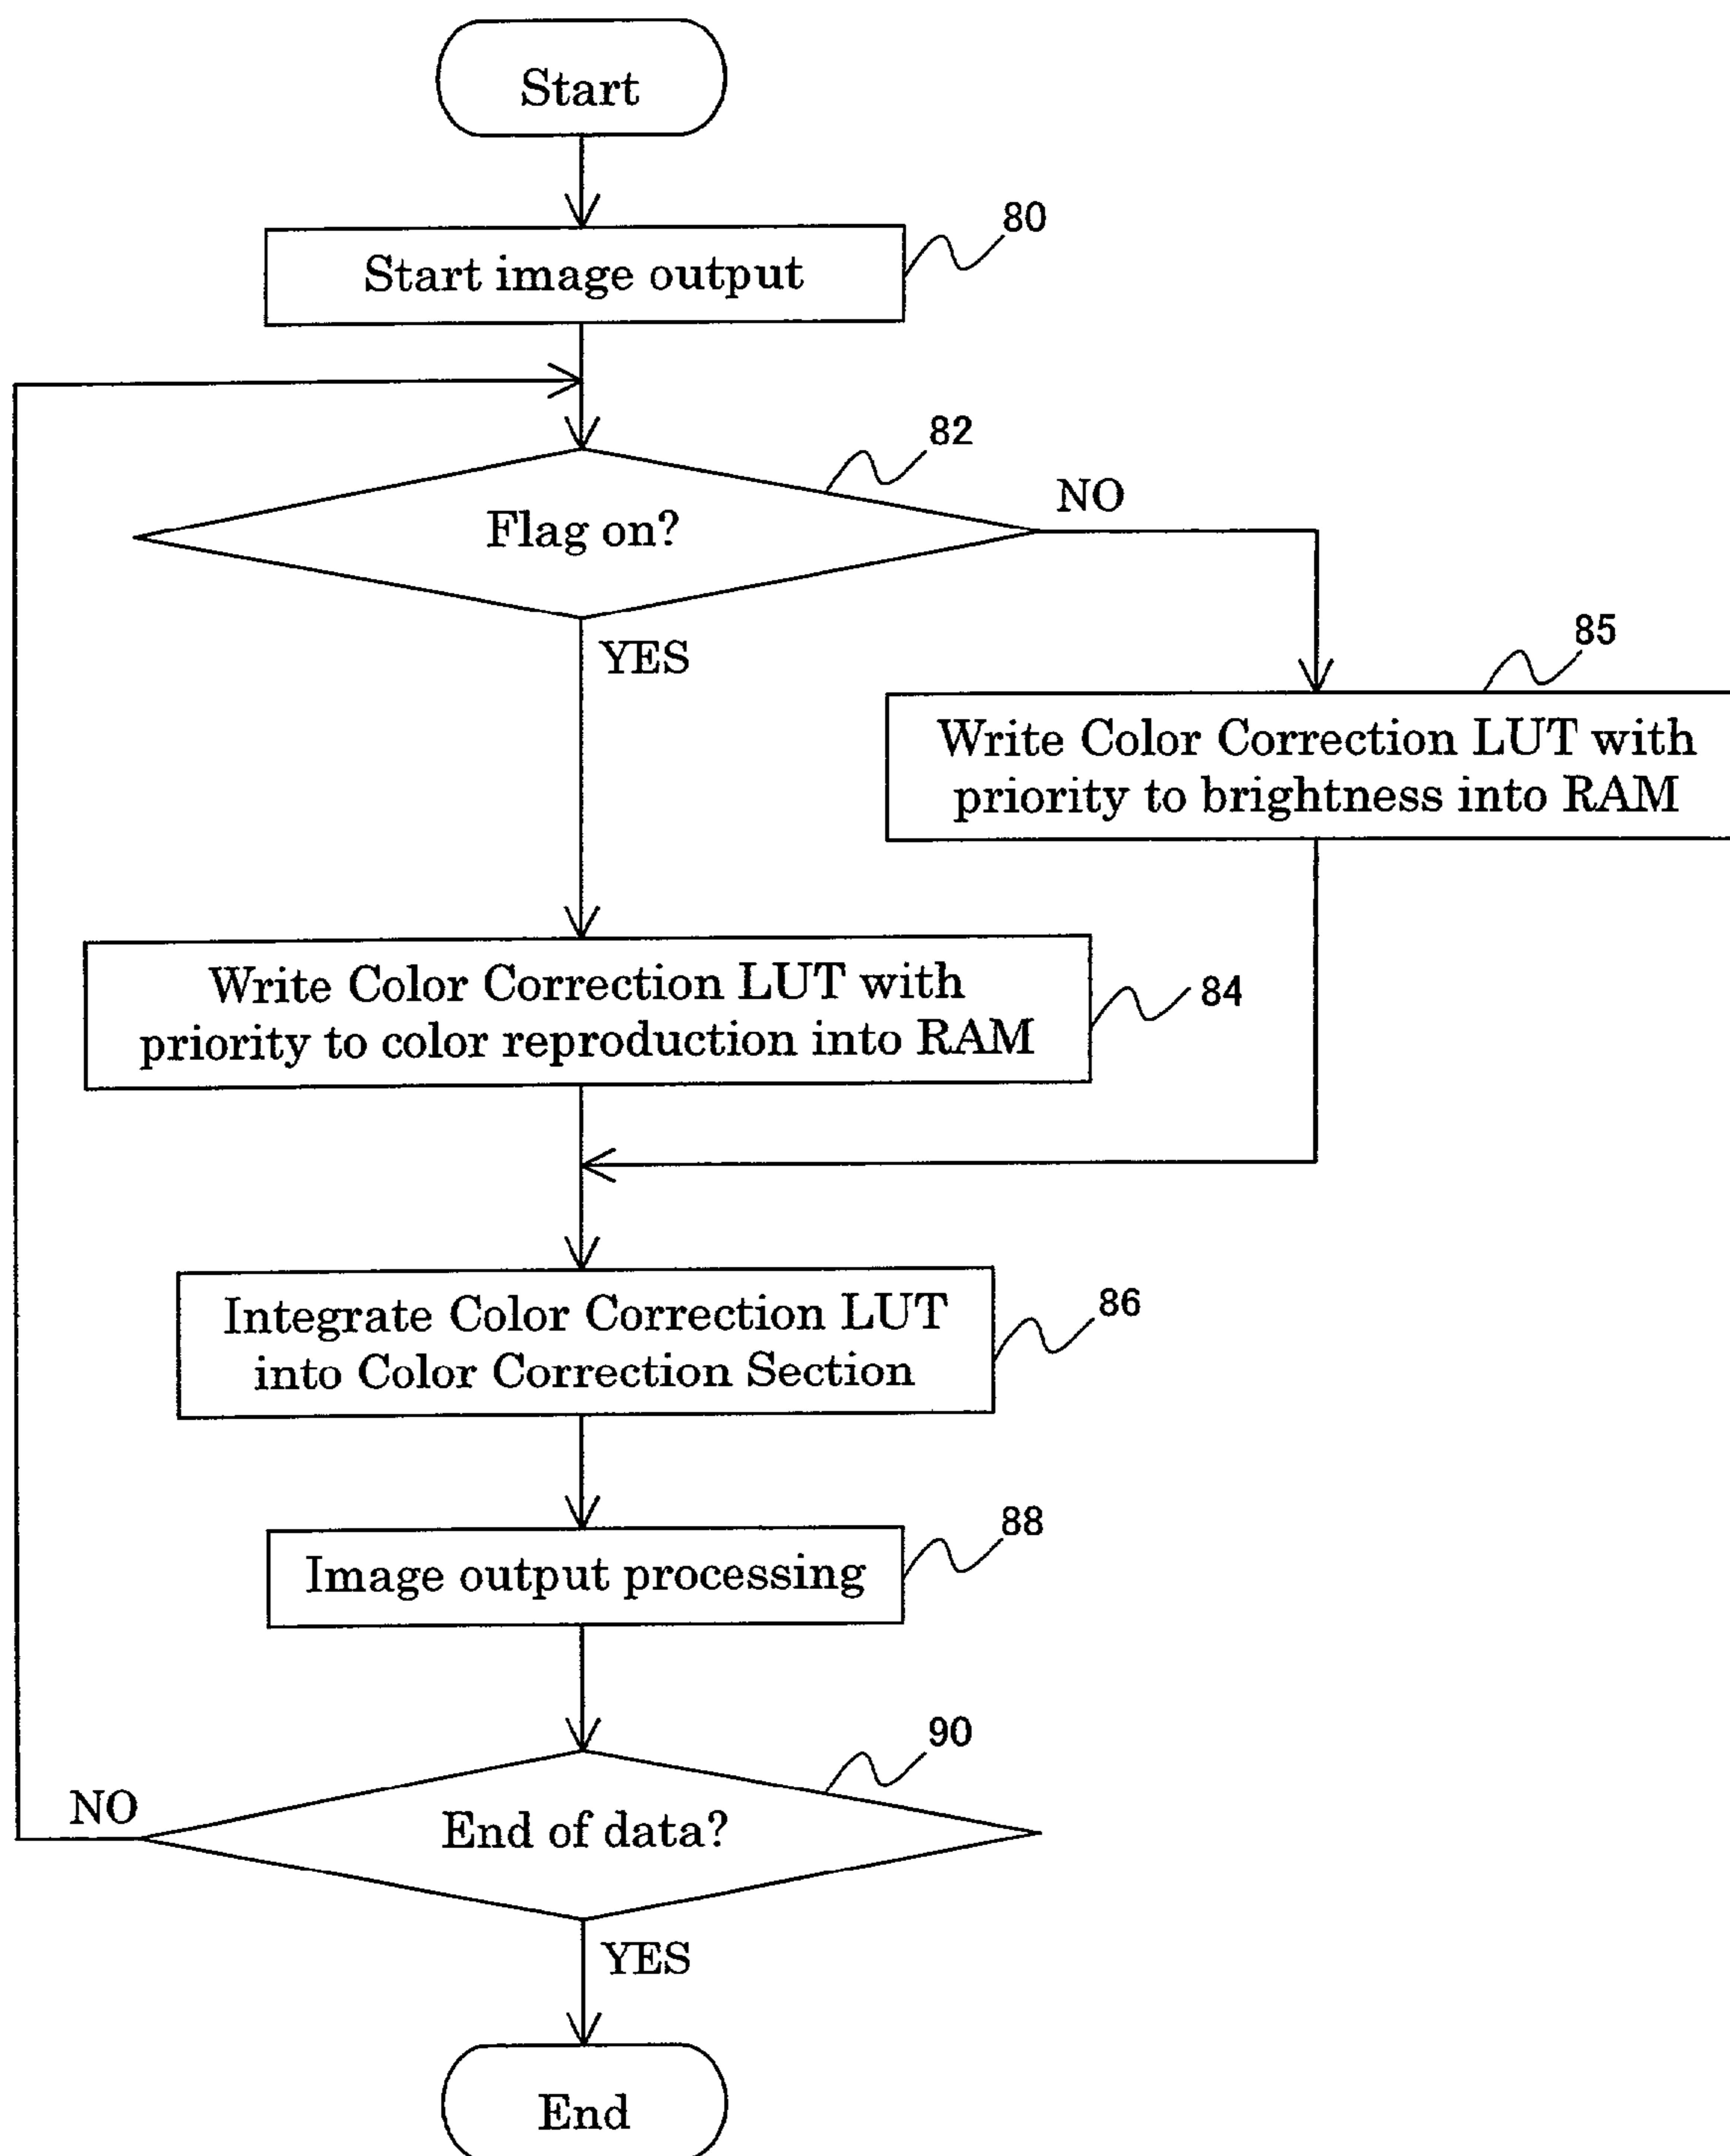 Start
80
Start image output
82
Flag on?
NO
YES
85
Write Color Correction LUT with
priority to brightness into RAM
Write Color Correction LUT with
priority to color reproduction into RAM
84
Integrate Color Correction LUT
into Color Correction Section
86
88
Image output processing
90
NO
End of data?
YES
End